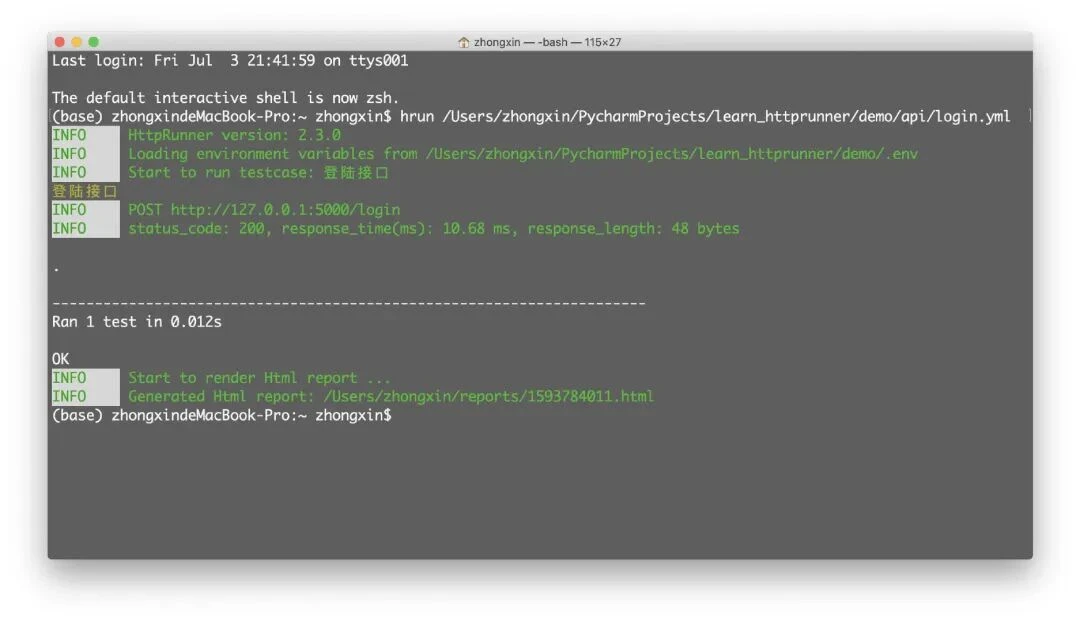 zhongxin — -bash — 115×27
Last login: Fri Jul  3 21:41:59 on ttys001
The default interactive shell is now zsh.
(base) zhongxindeMacBook-Pro:~ zhongxin$ hrun /Users/zhongxin/PycharmProjects/learn_httprunner/demo/api/login.yml
INFO     HttpRunner version: 2.3.0
INFO     Loading environment variables from /Users/zhongxin/PycharmProjects/learn_httprunner/demo/.env
INFO     Start to run testcase: 登陆接口
登陆接口
INFO     POST http://127.0.0.1:5000/login
INFO     status_code: 200, response_time(ms): 10.68 ms, response_length: 48 bytes
.
----------------------------------------------------------------------
Ran 1 test in 0.012s
OK
INFO     Start to render Html report ...
INFO     Generated Html report: /Users/zhongxin/reports/1593784011.html
(base) zhongxindeMacBook-Pro:~ zhongxin$